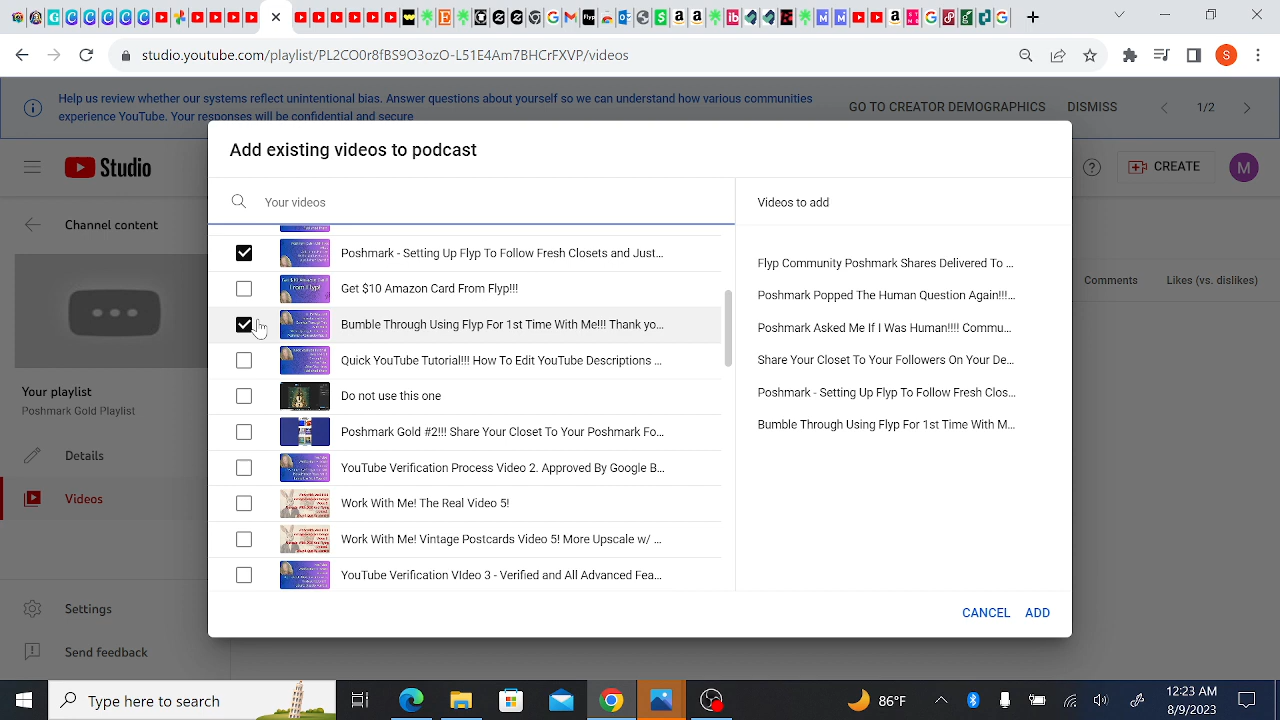 studio.youtube.com/playlist/PL2CO0r8fBS9O3ozO-L51E4Am7BHCrFXVP/videos
Help us review whether our systems reflect unintentional bias. Answer questions about yourself so we can understand how various communities
experience YouTube. Your responses will be confidential and secure
GO TO CREATOR DEMOGRAPHICS
DISMISS
1/2
Studio
CREATE
M
S
Channel content
Your playlist
Poshmark Gold Playlist
Details
Videos
Settings
Send feedback
Comments
Likes (vs. dislikes)
Add existing videos to podcast
Your videos
Poshmark - Setting Up Flyp To Follow Fresh Closets and Just...
Get $10 Amazon Card From Flyp!!!
Bumble Through Using Flyp For 1st Time With Me!!! Thank yo...
Quick YouTube Tutorial!!! How To Edit YouTube Descriptions ...
Do not use this one
Poshmark Gold #2!!! Share Your Closet To Your Poshmark Fo...
YouTube Verification Process Video 2. Approved By Google B...
Work With Me! The Real Video 5!
Work With Me! Vintage Postcards Video 5! More Upscale w/ ...
YouTube Verification VIdeo 3. Verified and All Advanced Fea...
Videos to add
Flyp Community Poshmark Shares Delivered To ...
Poshmark Popped The Human Question Again!!!...
Poshmark Asked Me If I Was Human!!!! Commu...
Share Your Closet To Your Followers On Your De...
Poshmark - Setting Up Flyp To Follow Fresh Clos...
Bumble Through Using Flyp For 1st Time With M...
CANCEL
ADD
Type here to search
86°F
12:23 AM
8/9/2023